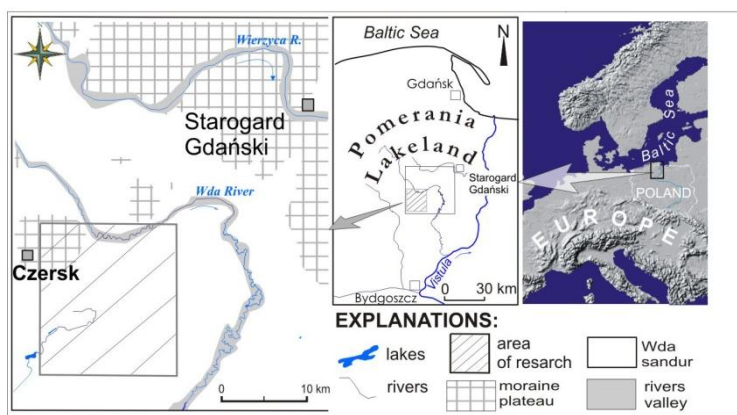 Wierzyca R.
Starogard
Gdański
Wda River
Czersk
0 10 km
Baltic Sea
N
Gdańsk
Pomerania
Lakeland
Starogard
Gdański
Vistula
Bydgoszcz
0 30 km
Baltic Sea
POLAND
EUROPE
EXPLANATIONS:
lakes
area
of resarch
Wda
sandur
rivers
moraine
plateau
rivers
valley